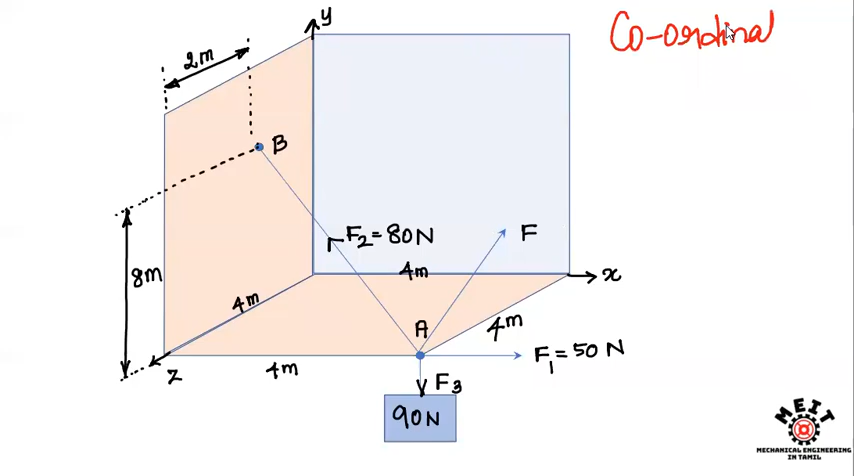 Co-ordinal
y
2m
B
F₂ = 80N
F
8m
4m
4m
x
A
4m
z
4m
F₁ = 50 N
F₃
90N
MEIT
MECHANICAL ENGINEERING
IN TAMIL